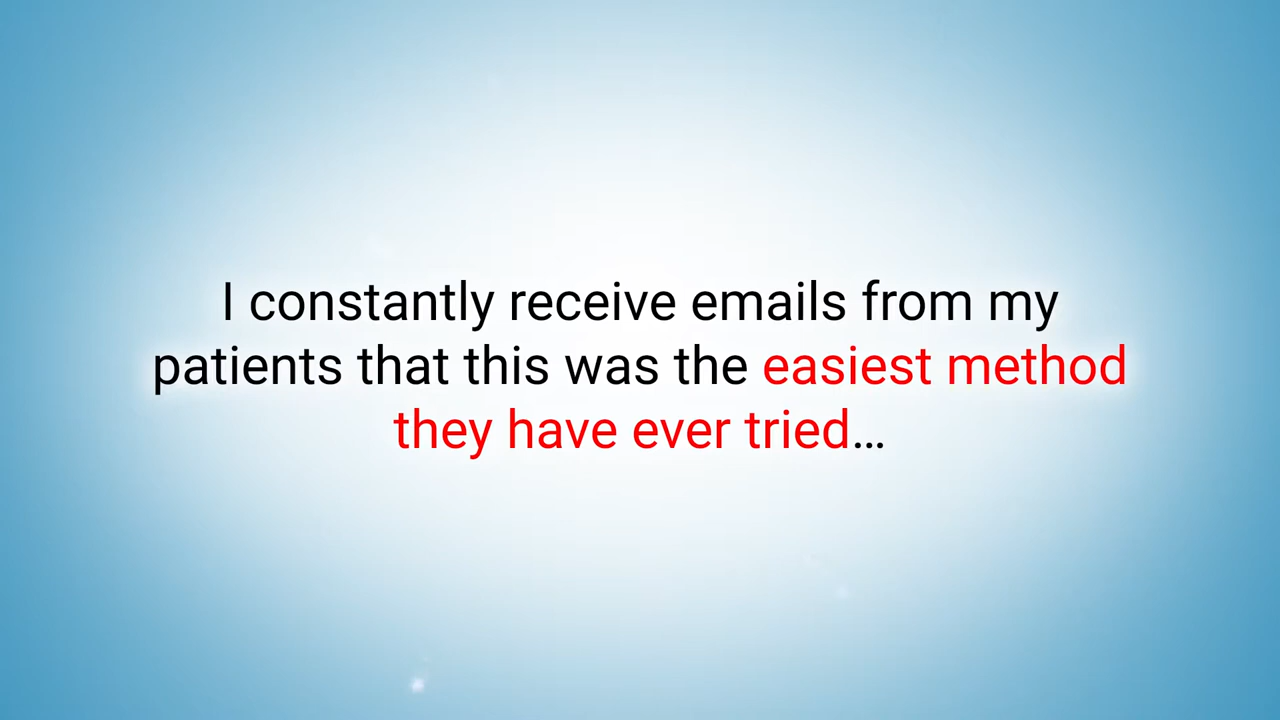 I constantly receive emails from my
patients that this was the easiest method
they have ever tried...